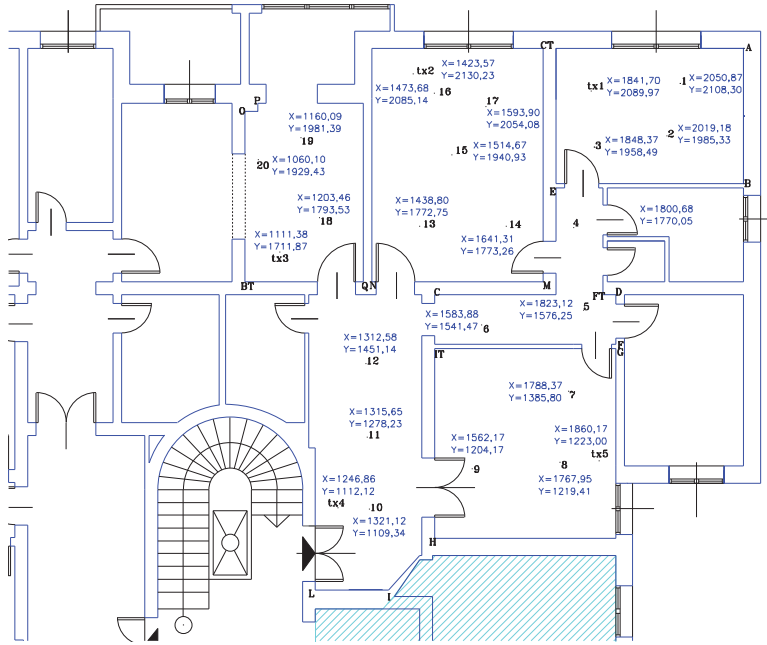 CT
A
X=1423,57
tx2
Y=2130,23
X=1473,68
Y=2085,14
16
17
X=1593,90
Y=2054,08
tx1
X=1841,70
Y=2089,97
1
X=2050,87
Y=2108,30
P
O
X=1160,09
Y=1981,39
19
20
X=1060,10
Y=1929,43
15
X=1514,67
Y=1940,93
3
X=1848,37
Y=1958,49
2
X=2019,18
Y=1985,33
E
B
X=1203,46
Y=1793,53
18
X=1438,80
Y=1772,75
13
14
X=1641,31
Y=1773,26
4
X=1800,68
Y=1770,05
X=1111,38
Y=1711,87
tx3
BT
Q
N
M
C
FT
D
X=1823,12
Y=1576,25
5
X=1583,88
Y=1541,47
6
F
G
IT
X=1312,58
Y=1451,14
12
X=1788,37
Y=1385,80
7
X=1315,65
Y=1278,23
11
X=1562,17
Y=1204,17
9
X=1860,17
Y=1223,00
tx5
8
X=1767,95
Y=1219,41
X=1246,86
Y=1112,12
tx4
10
X=1321,12
Y=1109,34
H
L
I